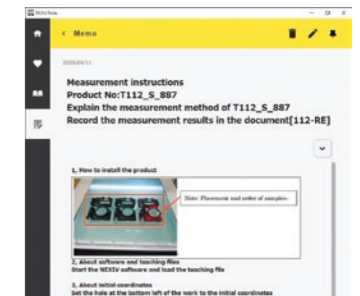 Memo
Measurement instructions
Product No:T112_S_887
Explain the measurement method of T112_S_887
Record the measurement results in the document[112-RE]
1, How to install the product
Note: Placement and order of samples.
2, About software and teaching files
Start the NEXIV software and load the teaching file
3, About initial coordinates
Set the hole at the bottom left of the work to the initial coordinates